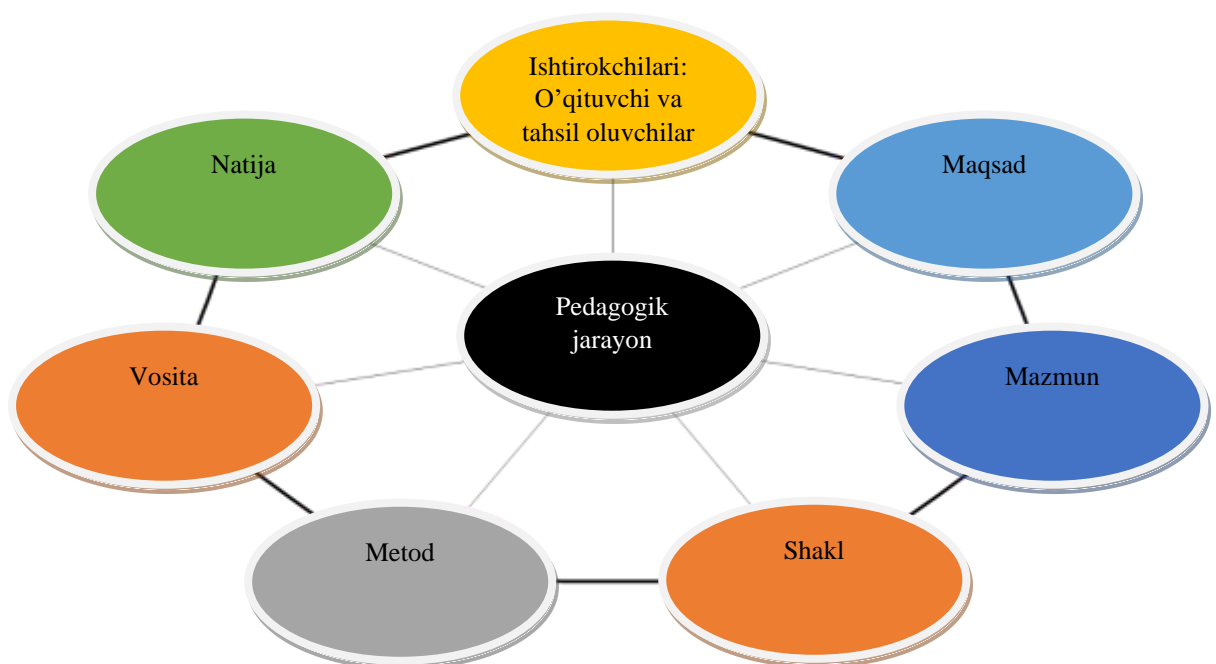 Ishtirokchilari:
O’qituvchi va
tahsil oluvchilar
Natija
Maqsad
Pedagogik
jarayon
Vosita
Mazmun
Metod
Shakl